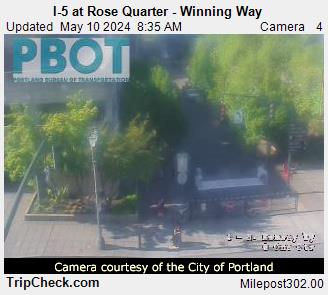 I-5 at Rose Quarter - Winning Way
Updated May 10 2024 8:35 AM Camera 4
PBOT
PORTLAND BUREAU OF TRANSPORTATION
Camera courtesy of the City of Portland
TripCheck.com Milepost302.00